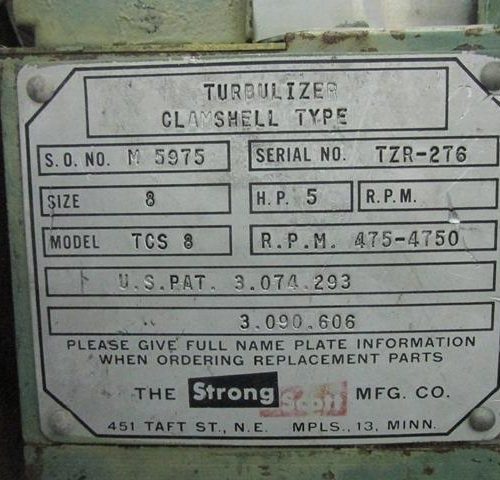 TURBULIZER
CLAMSHELL TYPE
S.O. NO. M 5975 SERIAL NO. TZR-276
SIZE 8 H.P. 5 R.P.M.
MODEL TCS 8 R.P.M. 475-4750
U.S.PAT. 3.074.293
3.090.606
PLEASE GIVE FULL NAME PLATE INFORMATION
WHEN ORDERING REPLACEMENT PARTS
THE Strong Scott MFG. CO.
451 TAFT ST., N.E. MPLS., 13, MINN.